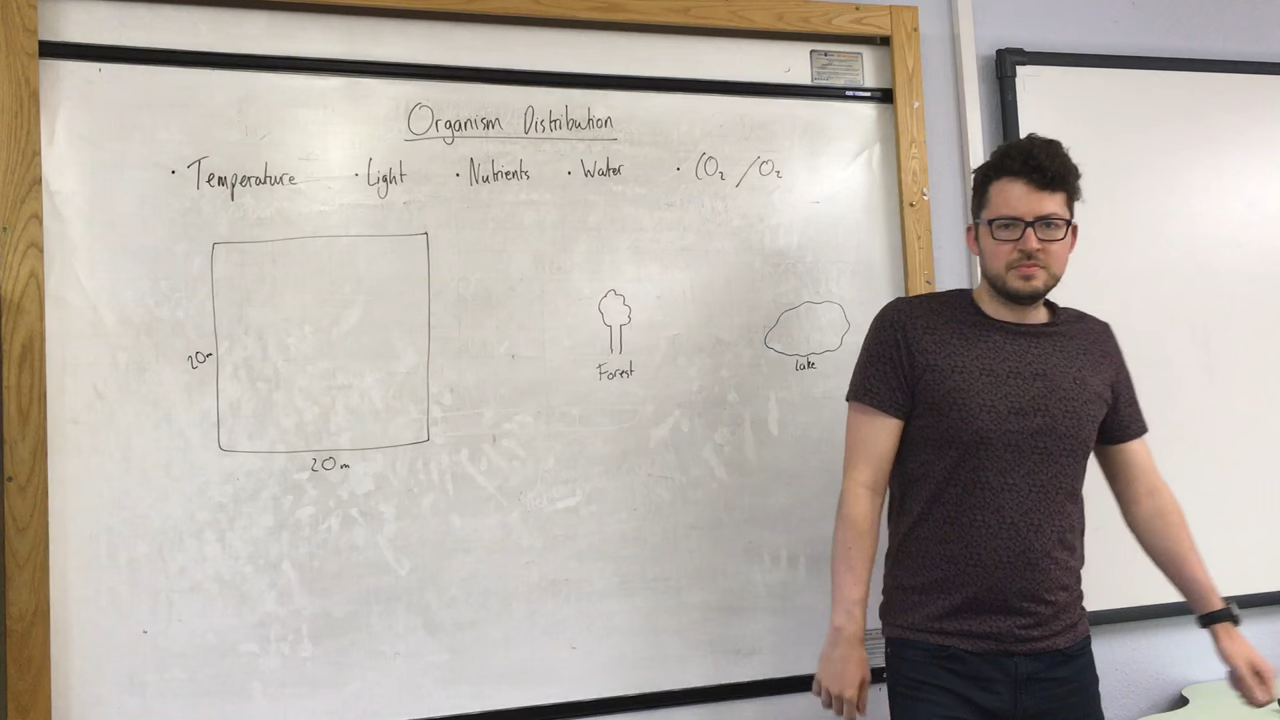 Organism Distribution
· Temperature · Light · Nutrients · Water · CO₂ / O₂
20m
Forest
Lake
20m